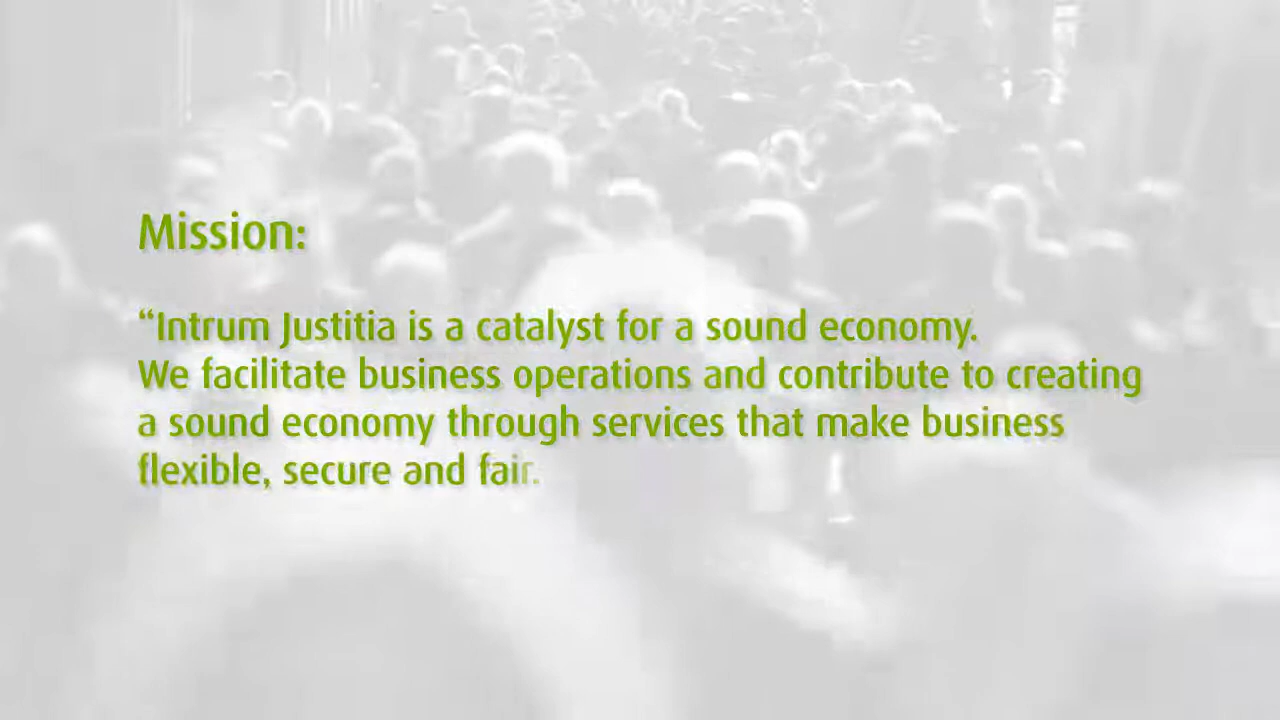 Mission:
“Intrum Justitia is a catalyst for a sound economy.
We facilitate business operations and contribute to creating
a sound economy through services that make business
flexible, secure and fair.